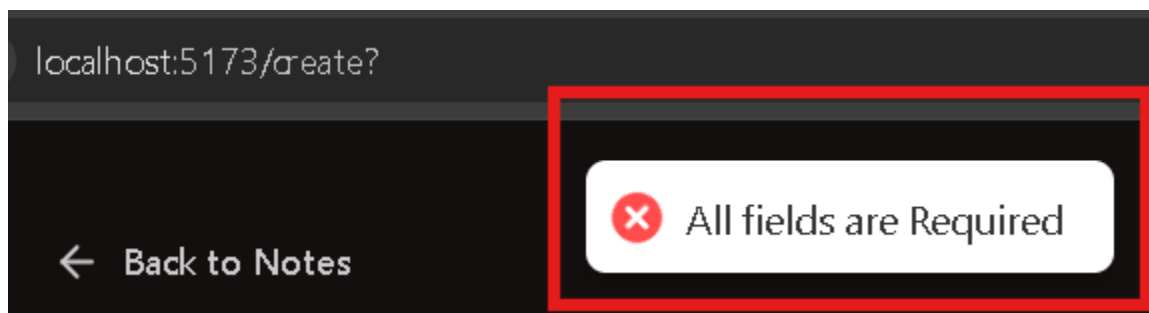 localhost:5173/create?
All fields are Required
← Back to Notes